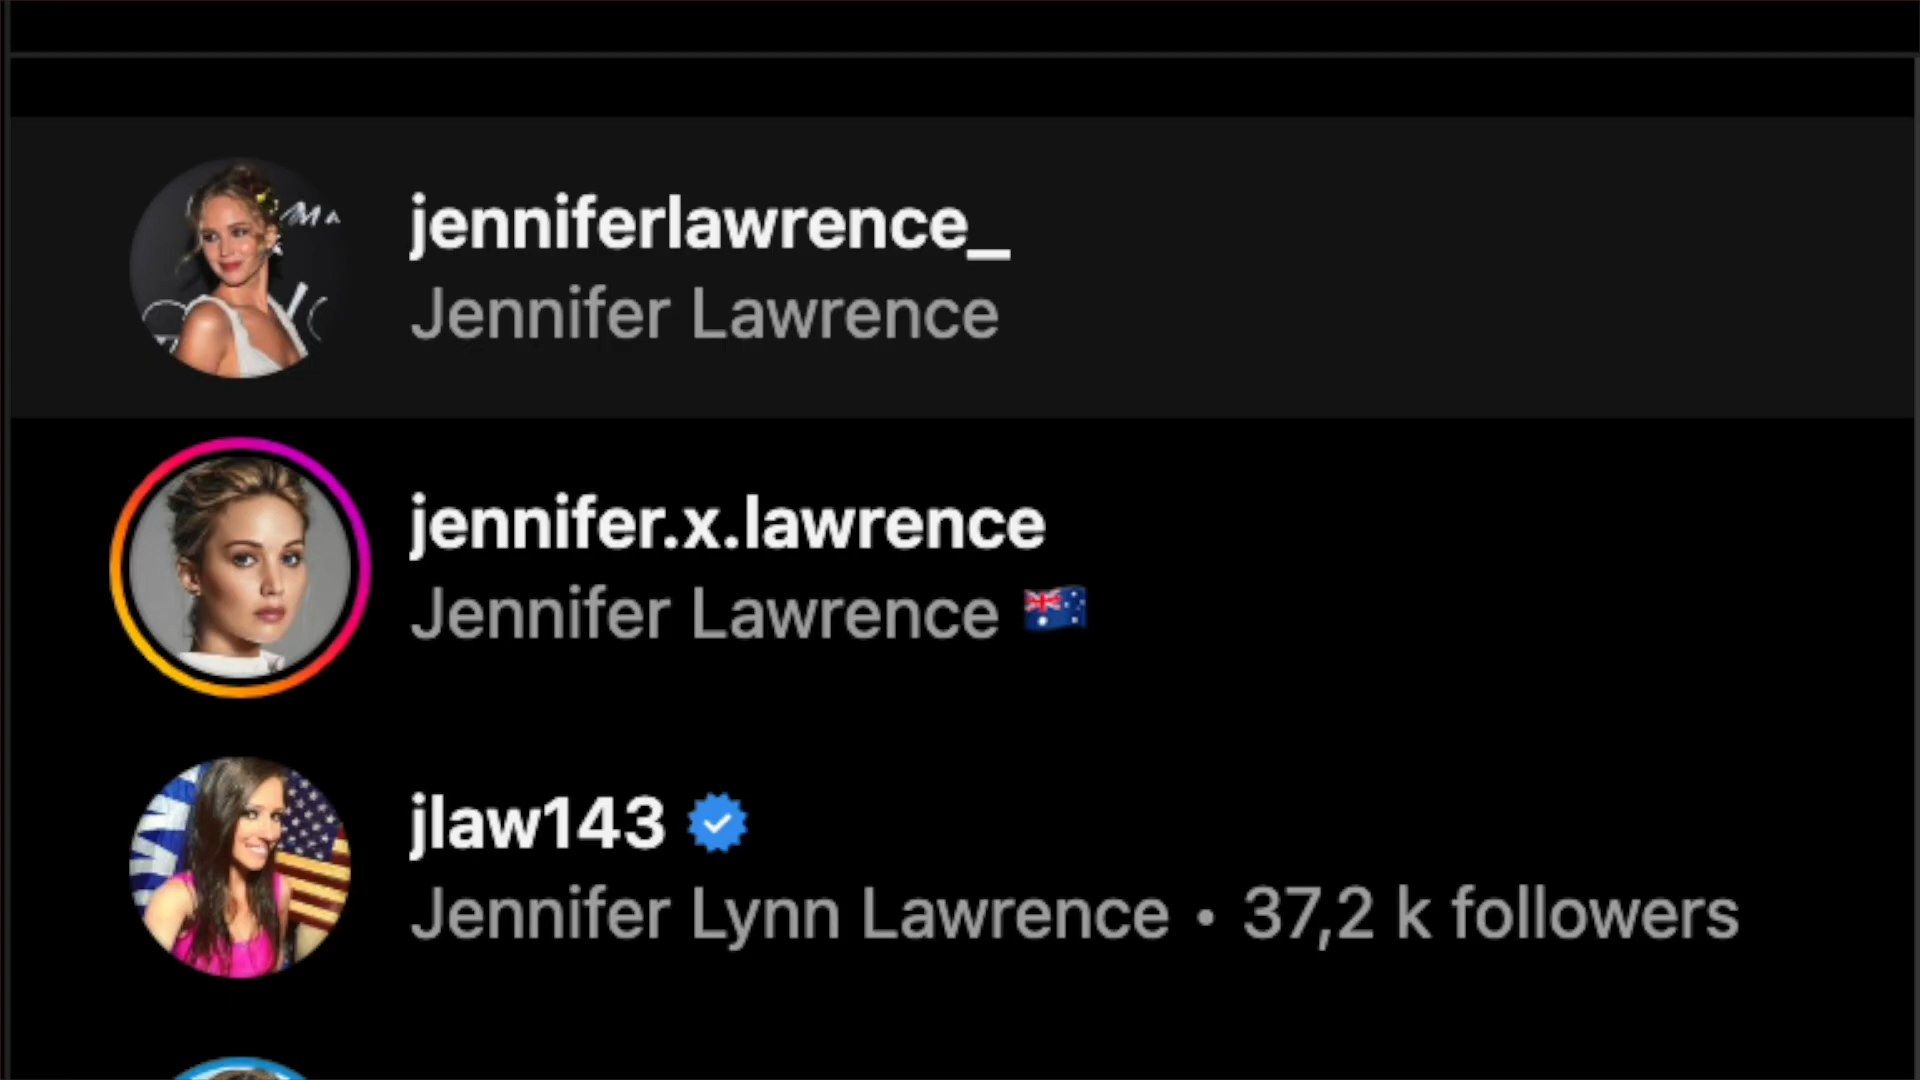 jenniferlawrence_
Jennifer Lawrence
jennifer.x.lawrence
Jennifer Lawrence 🇦🇺
jlaw143
Jennifer Lynn Lawrence • 37,2 k followers